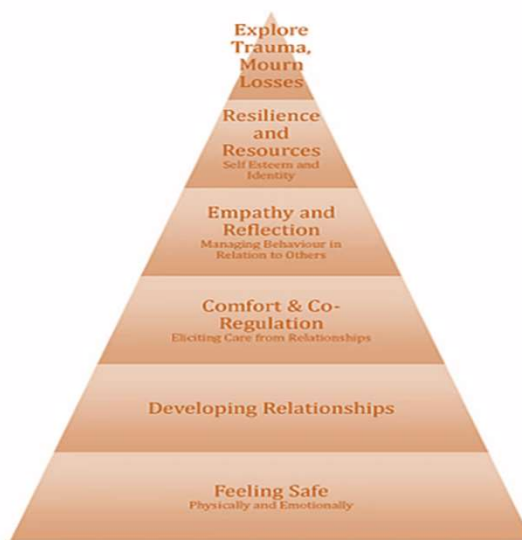 Explore
Trauma,
Mourn
Losses
Resilience
and
Resources
Self Esteem and
Identity
Empathy and
Reflection
Managing Behaviour in
Relation to Others
Comfort & Co-
Regulation
Eliciting Care from Relationships
Developing Relationships
Feeling Safe
Physically and Emotionally